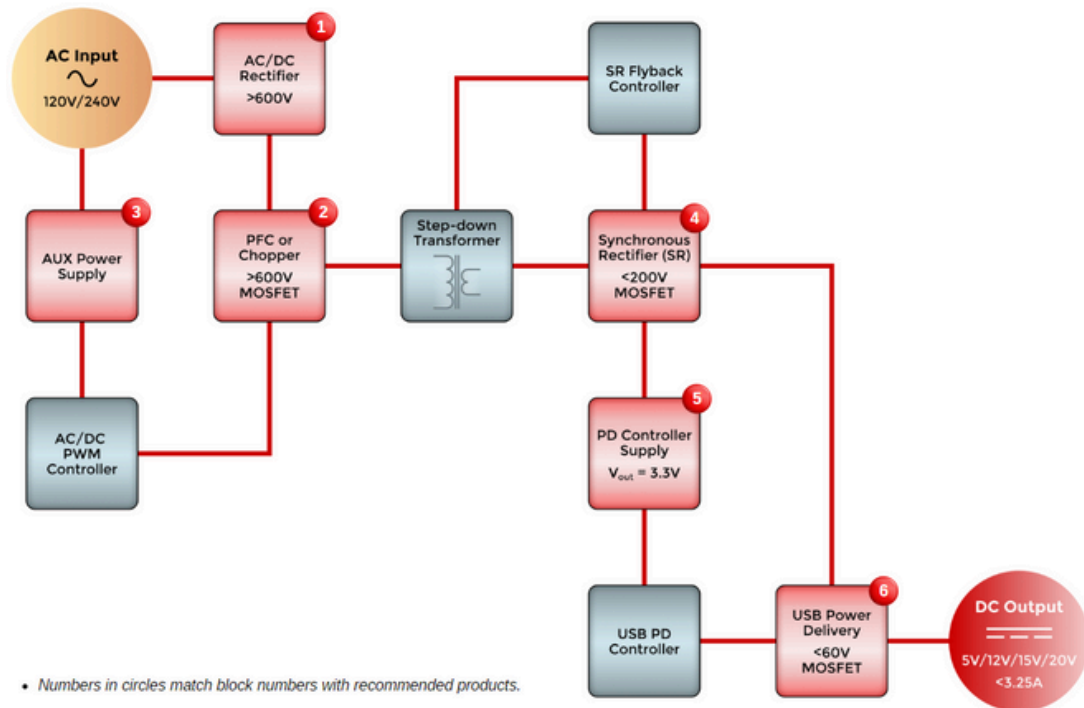 AC Input
120V/240V
1
AC/DC
Rectifier
>600V
SR Flyback
Controller
3
AUX Power
Supply
2
PFC or
Chopper
>600V
MOSFET
Step-down
Transformer
4
Synchronous
Rectifier (SR)
<200V
MOSFET
AC/DC
PWM
Controller
5
PD Controller
Supply
Vout = 3.3V
USB PD
Controller
6
USB Power
Delivery
<60V
MOSFET
DC Output
5V/12V/15V/20V
<3.25A
• Numbers in circles match block numbers with recommended products.